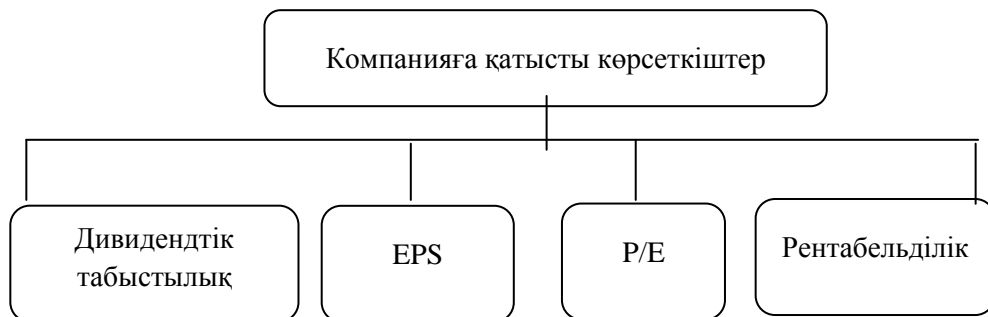 Компанияға қатысты көрсеткіштер
Дивидендтік
табыстылық
EPS
P/E
Рентабельділік